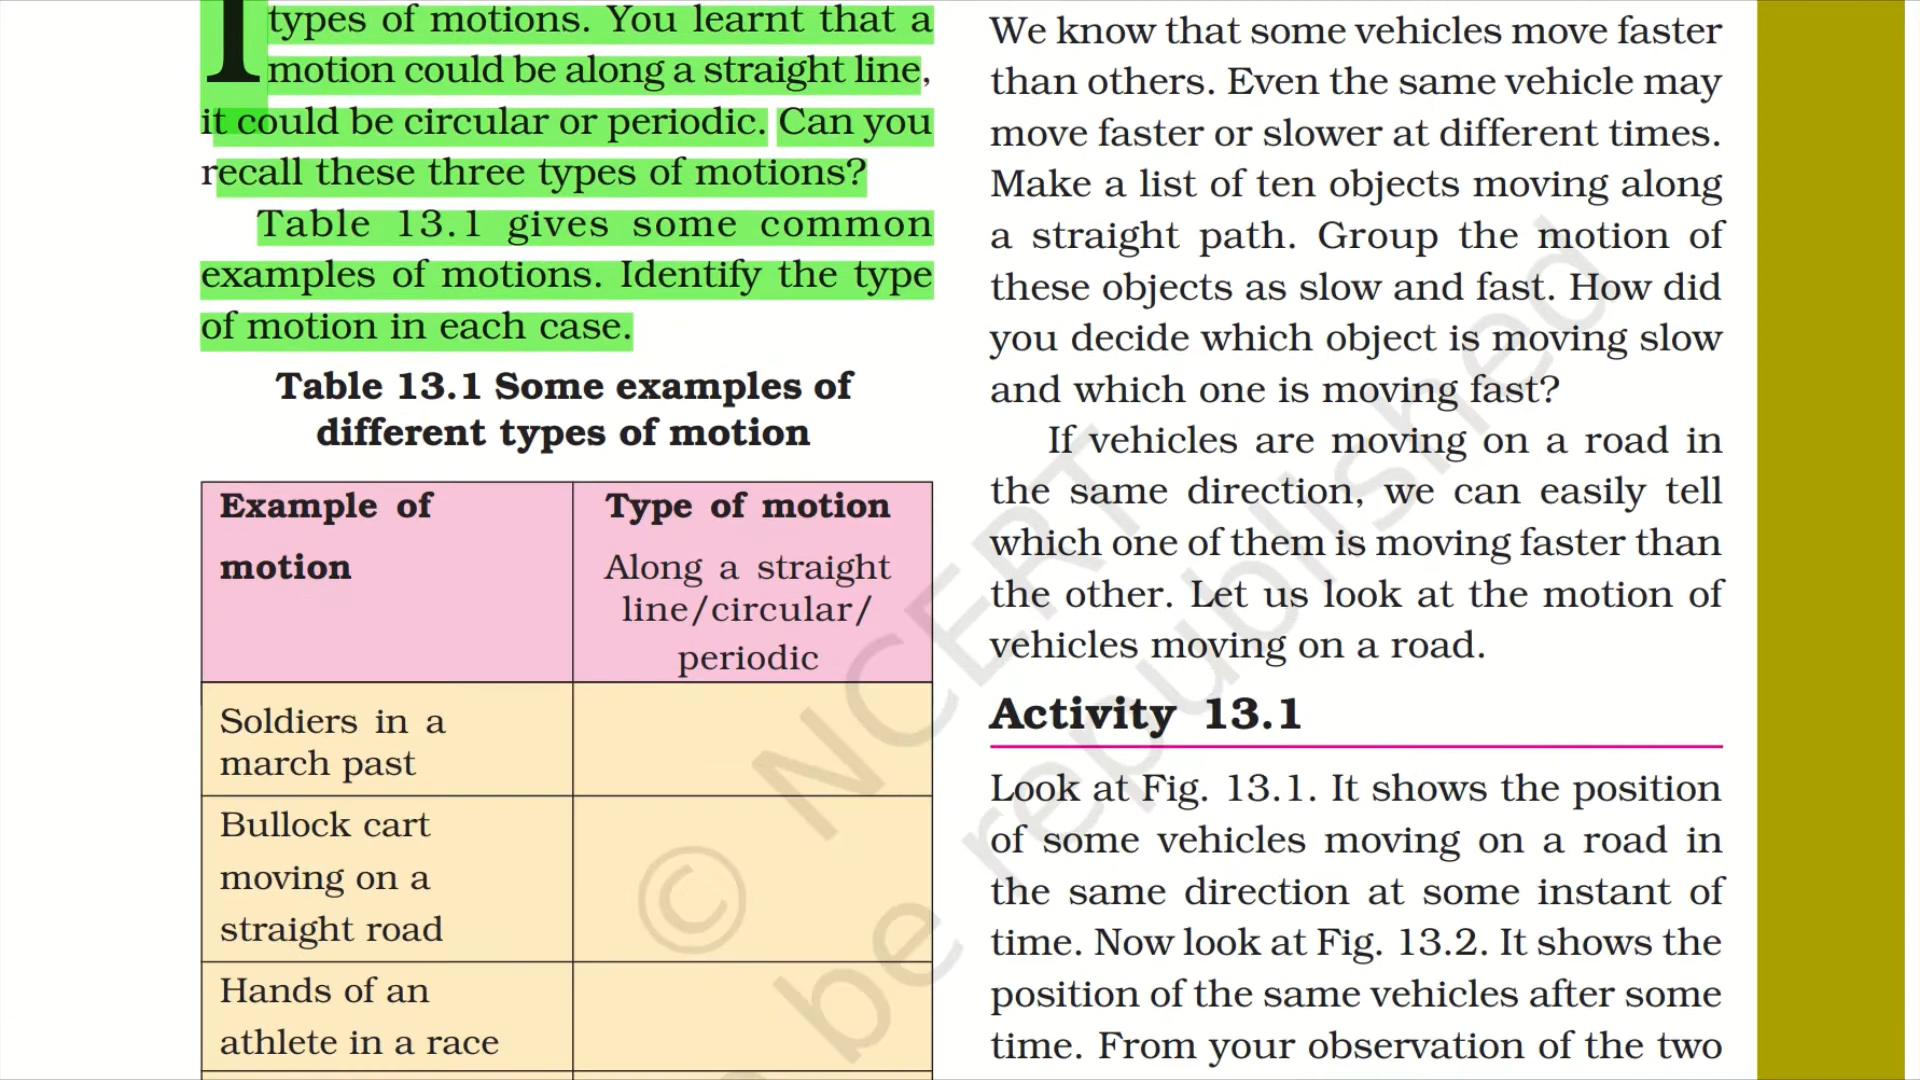 I
types of motions. You learnt that a
motion could be along a straight line,
it could be circular or periodic. Can you
recall these three types of motions?
Table 13.1 gives some common
examples of motions. Identify the type
of motion in each case.
Table 13.1 Some examples of
different types of motion
Example of
motion
Type of motion
Along a straight
line/circular/
periodic
Soldiers in a
march past
Bullock cart
moving on a
straight road
Hands of an
athlete in a race
We know that some vehicles move faster
than others. Even the same vehicle may
move faster or slower at different times.
Make a list of ten objects moving along
a straight path. Group the motion of
these objects as slow and fast. How did
you decide which object is moving slow
and which one is moving fast?
If vehicles are moving on a road in
the same direction, we can easily tell
which one of them is moving faster than
the other. Let us look at the motion of
vehicles moving on a road.
Activity 13.1
Look at Fig. 13.1. It shows the position
of some vehicles moving on a road in
the same direction at some instant of
time. Now look at Fig. 13.2. It shows the
position of the same vehicles after some
time. From your observation of the two
© NCERT
be republished